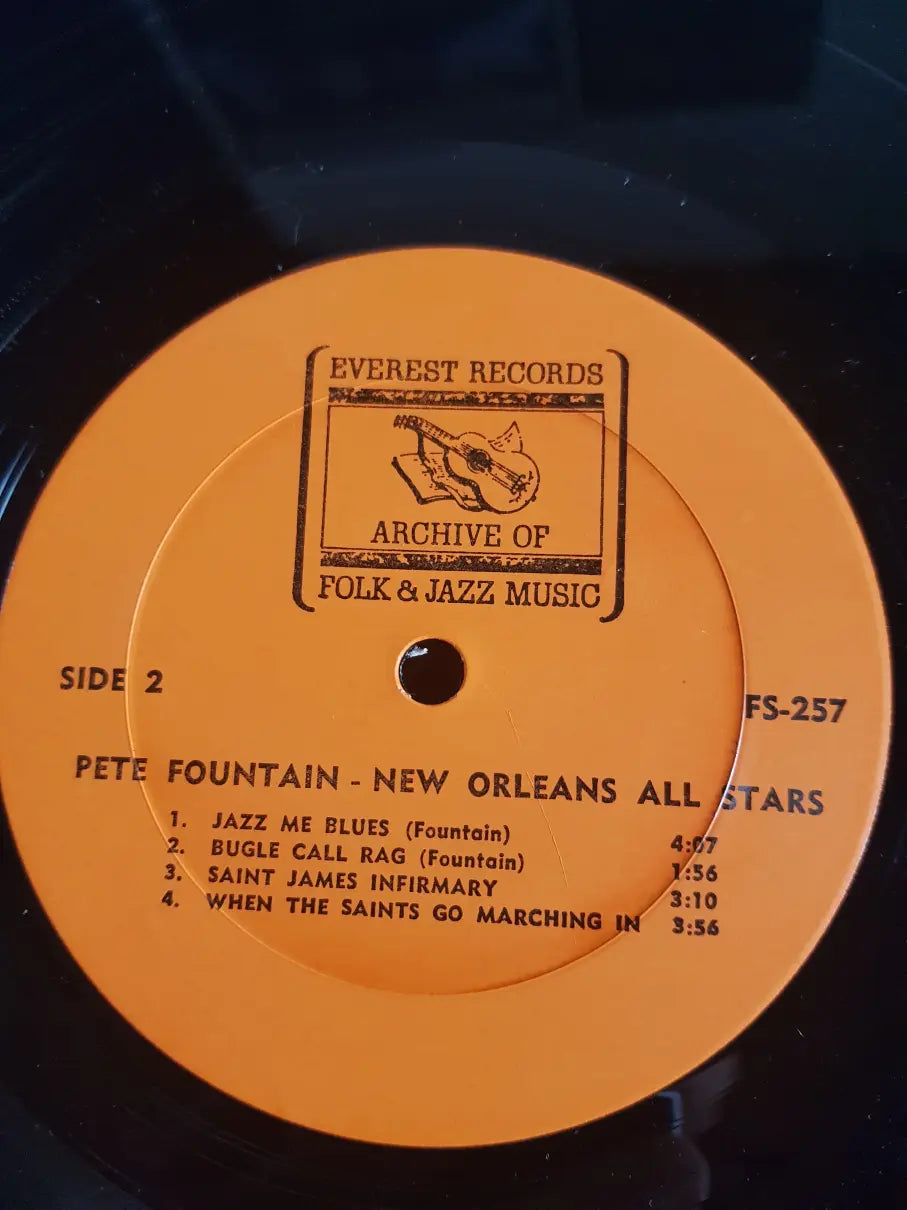 EVEREST RECORDS
ARCHIVE OF
FOLK & JAZZ MUSIC
SIDE 2
FS-257
PETE FOUNTAIN - NEW ORLEANS ALL STARS
1. JAZZ ME BLUES (Fountain) 4:07
2. BUGLE CALL RAG (Fountain) 1:56
3. SAINT JAMES INFIRMARY 3:10
4. WHEN THE SAINTS GO MARCHING IN 3:56